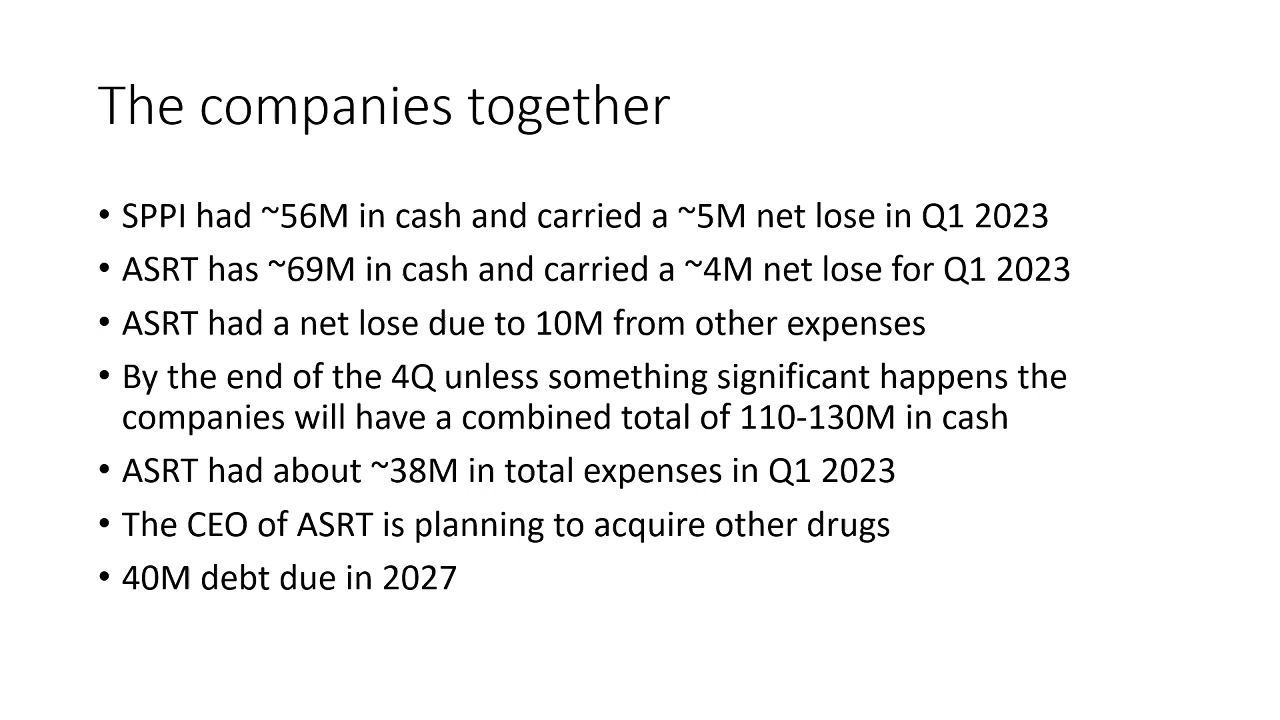 The companies together
• SPPI had ~56M in cash and carried a ~5M net lose in Q1 2023
• ASRT has ~69M in cash and carried a ~4M net lose for Q1 2023
• ASRT had a net lose due to 10M from other expenses
• By the end of the 4Q unless something significant happens the
companies will have a combined total of 110-130M in cash
• ASRT had about ~38M in total expenses in Q1 2023
• The CEO of ASRT is planning to acquire other drugs
• 40M debt due in 2027